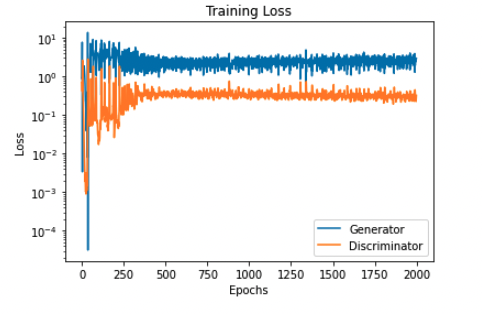 Training Loss
10¹
10⁰
10⁻¹
10⁻²
10⁻³
10⁻⁴
Loss
Generator
Discriminator
0 250 500 750 1000 1250 1500 1750 2000
Epochs